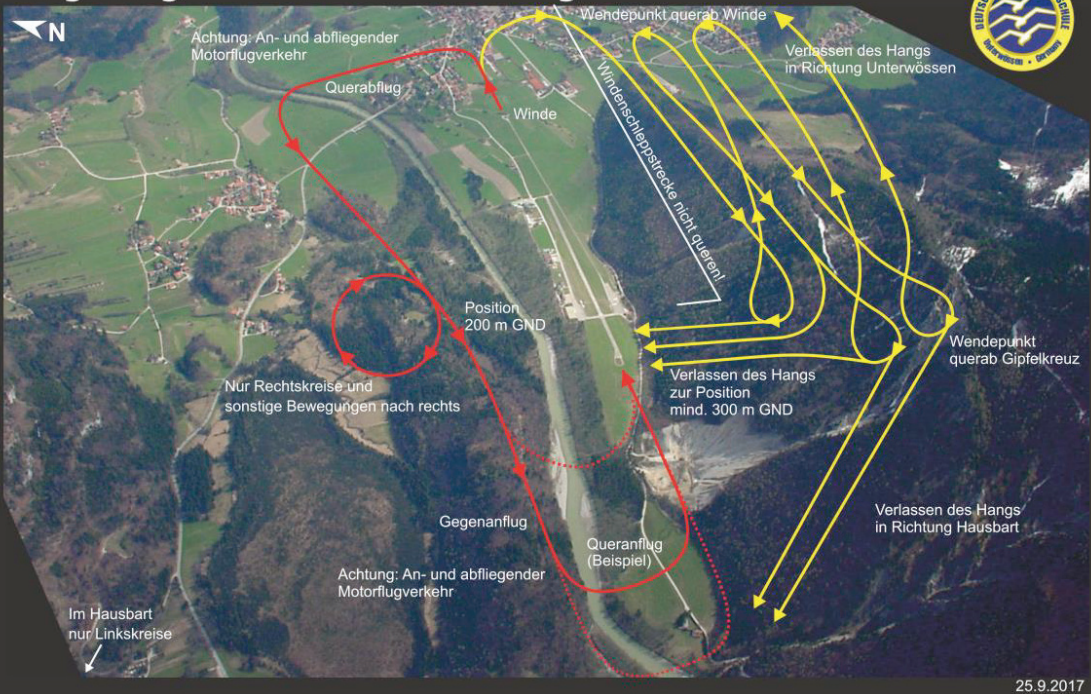 N
Achtung: An- und abfliegender
Motorflugverkehr
Querabflug
Winde
Wendepunkt querab Winde
Verlassen des Hangs
in Richtung Unterwössen
Windenschleppstrecke nicht queren!
Position
200 m GND
Nur Rechtskreise und
sonstige Bewegungen nach rechts
Verlassen des Hangs
zur Position
mind. 300 m GND
Wendepunkt
querab Gipfelkreuz
Verlassen des Hangs
in Richtung Hausbart
Gegenanflug
Queranflug
(Beispiel)
Achtung: An- und abfliegender
Motorflugverkehr
Im Hausbart
nur Linkskreise
Unterwössen • Germany
25.9.2017